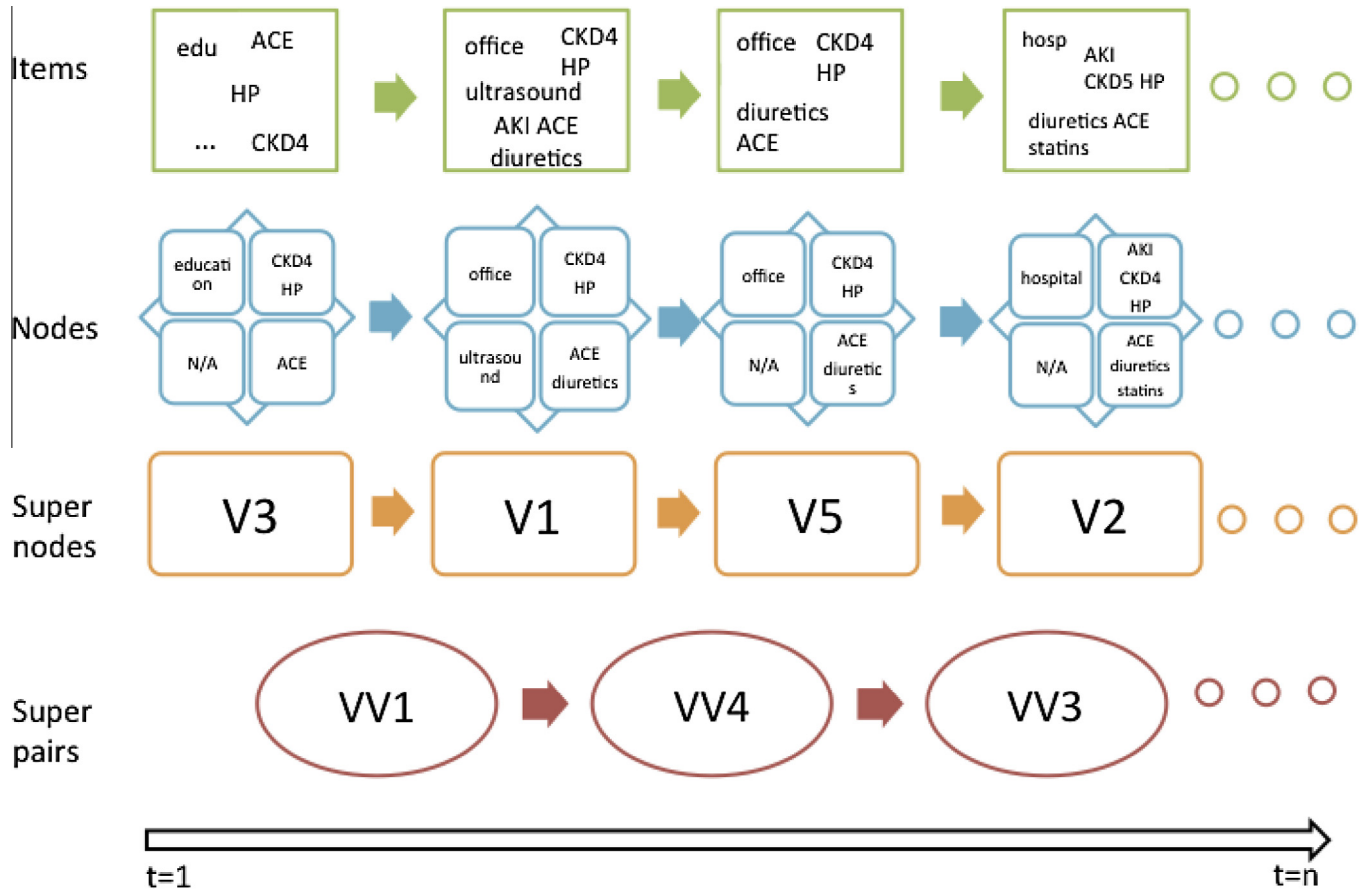 Items
edu ACE
HP
... CKD4
office CKD4
HP
ultrasound
AKI ACE
diuretics
office CKD4
HP
diuretics
ACE
hosp
AKI
CKD5 HP
diuretics ACE
statins
Nodes
educati
on
CKD4
HP
N/A
ACE
office
CKD4
HP
ultrasou
nd
ACE
diuretics
office
CKD4
HP
N/A
ACE
diuretic
s
hospital
AKI
CKD4
HP
N/A
ACE
diuretics
statins
Super
nodes
V3
V1
V5
V2
Super
pairs
VV1
VV4
VV3
t=1
t=n